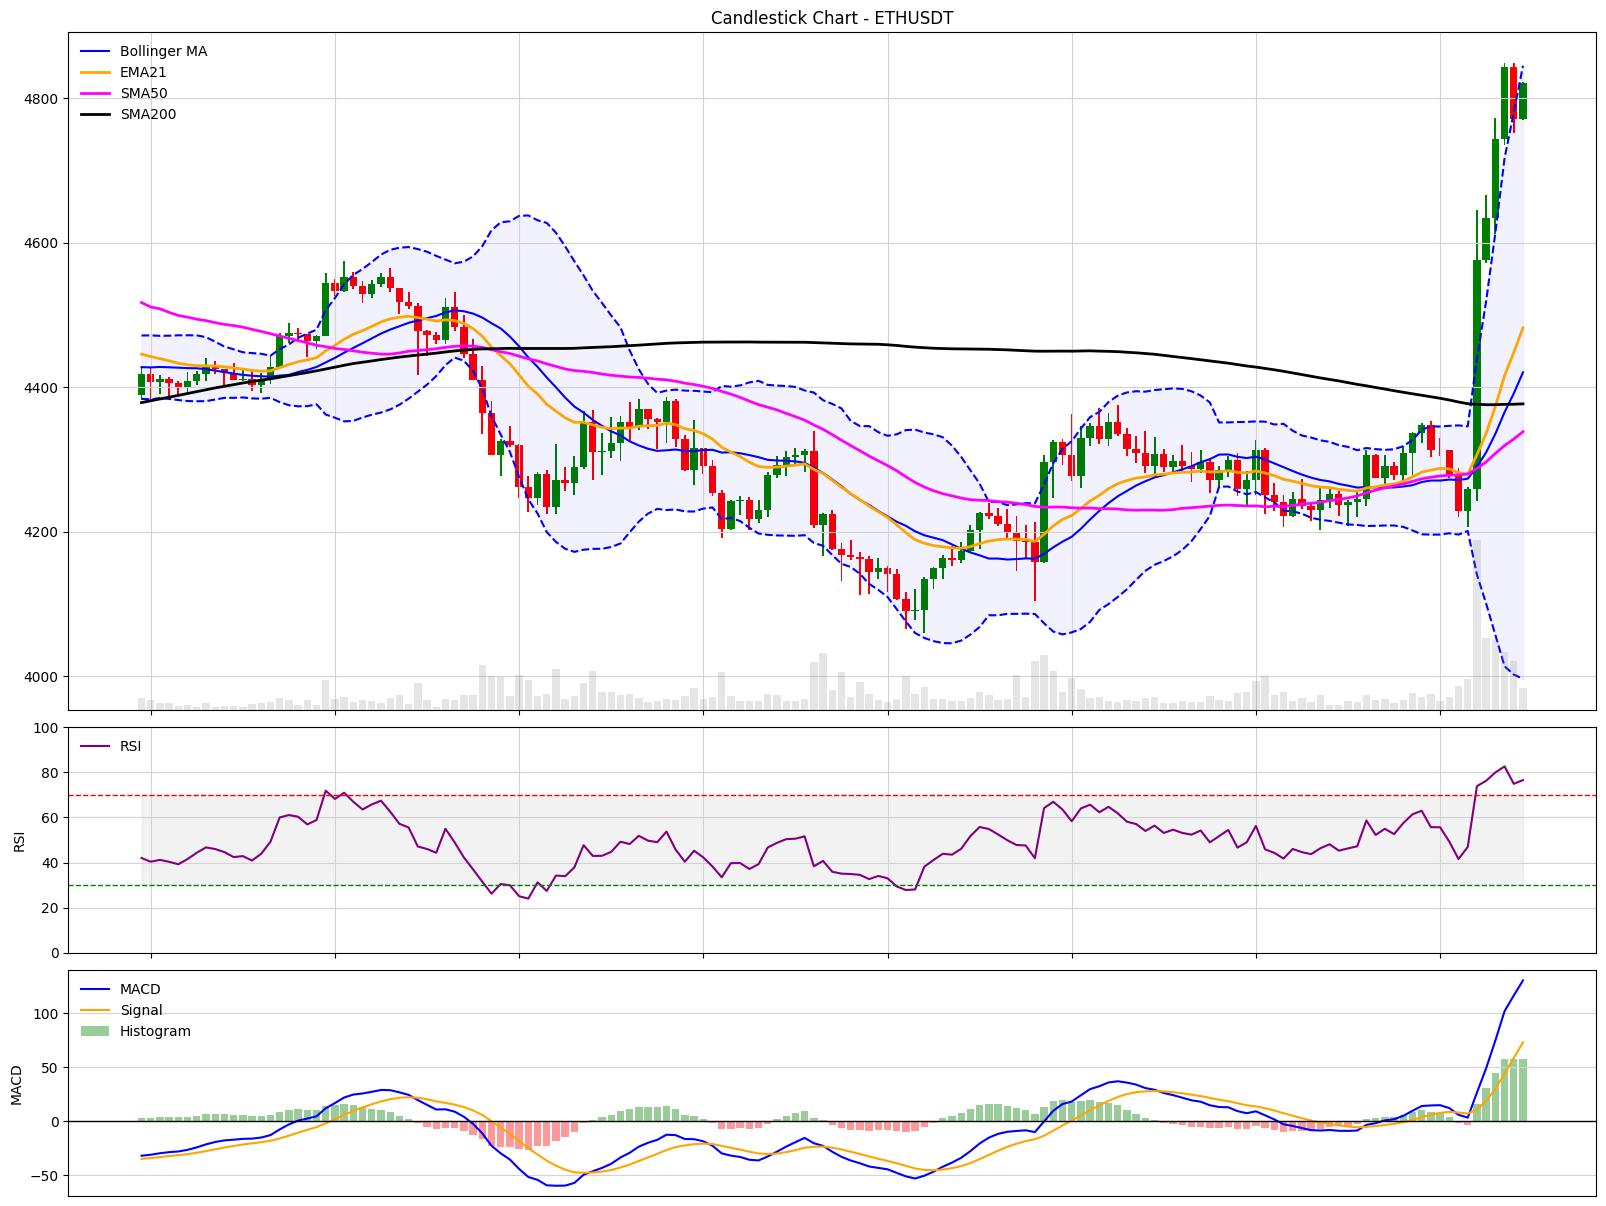 Candlestick Chart - ETHUSDT
Bollinger MA
EMA21
SMA50
SMA200
4800
4600
4400
4200
4000
RSI
100
80
60
40
20
0
RSI
MACD
Signal
Histogram
100
50
0
−50
MACD